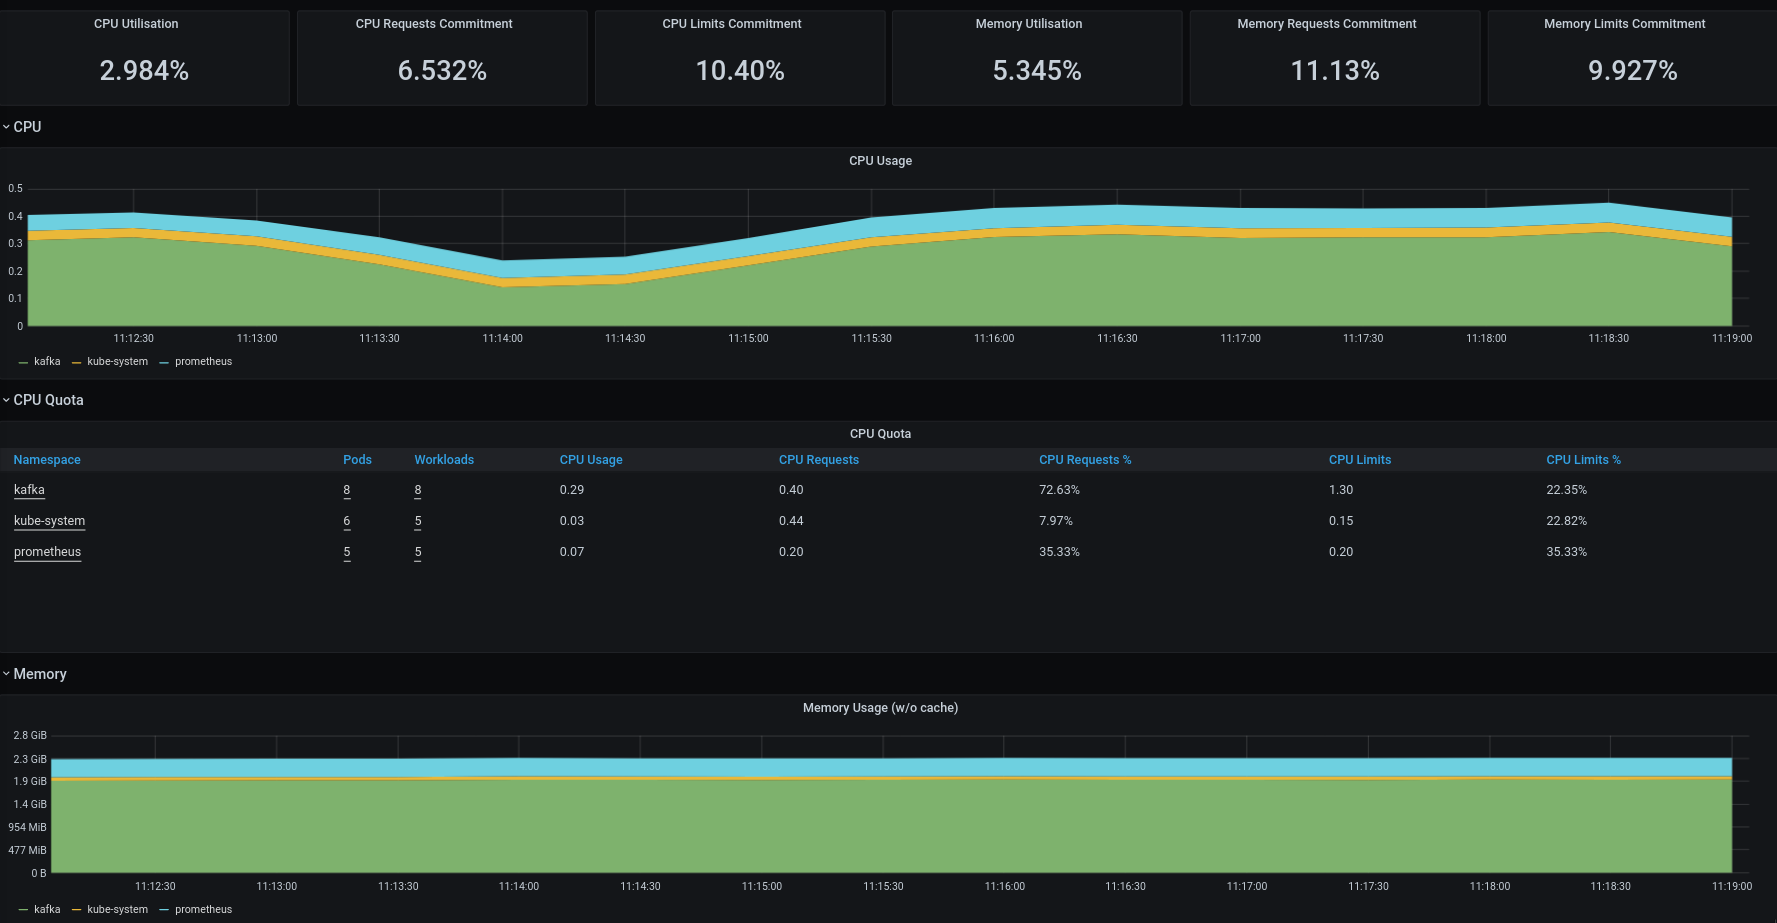 CPU Utilisation CPU Requests Commitment CPU Limits Commitment Memory Utilisation Memory Requests Commitment Memory Limits Commitment
2.984% 6.532% 10.40% 5.345% 11.13% 9.927%
CPU
CPU Usage
0.5
0.4
0.3
0.2
0.1
0
11:12:30 11:13:00 11:13:30 11:14:00 11:14:30 11:15:00 11:15:30 11:16:00 11:16:30 11:17:00 11:17:30 11:18:00 11:18:30 11:19:00
kafka kube-system prometheus
CPU Quota
CPU Quota
Namespace Pods Workloads CPU Usage CPU Requests CPU Requests % CPU Limits CPU Limits %
kafka 8 8 0.29 0.40 72.63% 1.30 22.35%
kube-system 6 5 0.03 0.44 7.97% 0.15 22.82%
prometheus 5 5 0.07 0.20 35.33% 0.20 35.33%
Memory
Memory Usage (w/o cache)
2.8 GiB
2.3 GiB
1.9 GiB
1.4 GiB
954 MiB
477 MiB
0 B
11:12:30 11:13:00 11:13:30 11:14:00 11:14:30 11:15:00 11:15:30 11:16:00 11:16:30 11:17:00 11:17:30 11:18:00 11:18:30 11:19:00
kafka kube-system prometheus